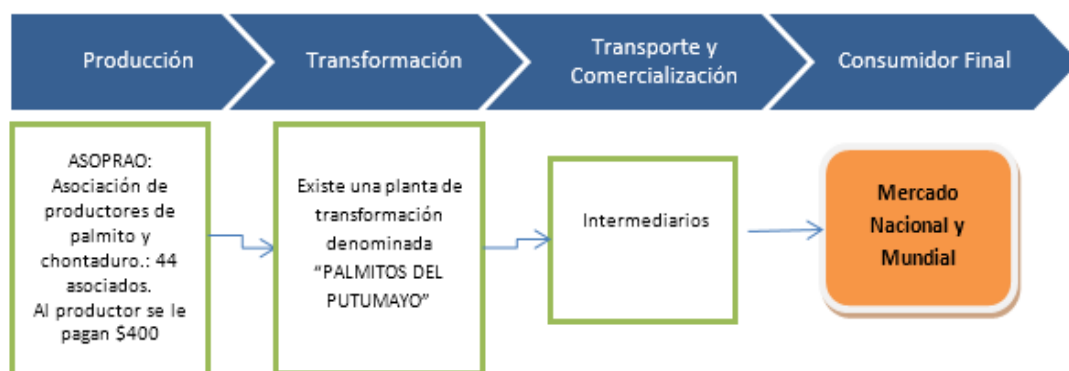 Producción
Transformación
Transporte y
Comercialización
Consumidor Final
ASOPRAO:
Asociación de
productores de
palmito y
chontaduro.: 44
asociados.
Al productor se le
pagan $400
Existe una planta de
transformación
denominada
“PALMITOS DEL
PUTUMAYO”
Intermediarios
Mercado
Nacional y
Mundial